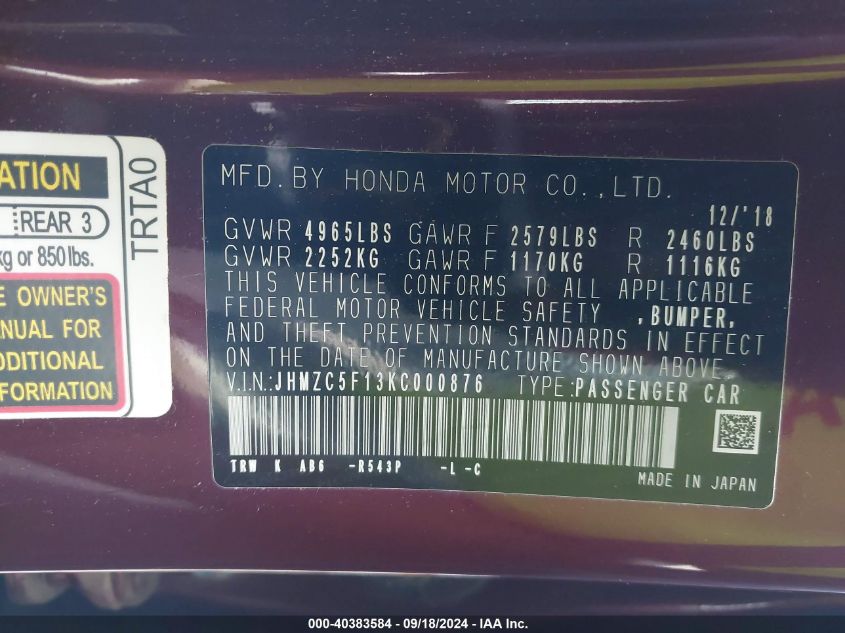 ATION
REAR 3
kg or 850 lbs.
E OWNER'S
ANUAL FOR
DDITIONAL
FORMATION
TRTA0
MFD. BY HONDA MOTOR CO., LTD.
12/'18
GVWR 4965LBS GAWR F 2579LBS R 2460LBS
GVWR 2252KG GAWR F 1170KG R 1116KG
THIS VEHICLE CONFORMS TO ALL APPLICABLE
FEDERAL MOTOR VEHICLE SAFETY ,BUMPER,
AND THEFT PREVENTION STANDARDS IN EFFECT
ON THE DATE OF MANUFACTURE SHOWN ABOVE.
V.I.N.:JHMZC5F13KC000876 TYPE:PASSENGER CAR
TRW K AB6 -R543P -L -C
MADE IN JAPAN
000-40383584 - 09/18/2024 - IAA Inc.